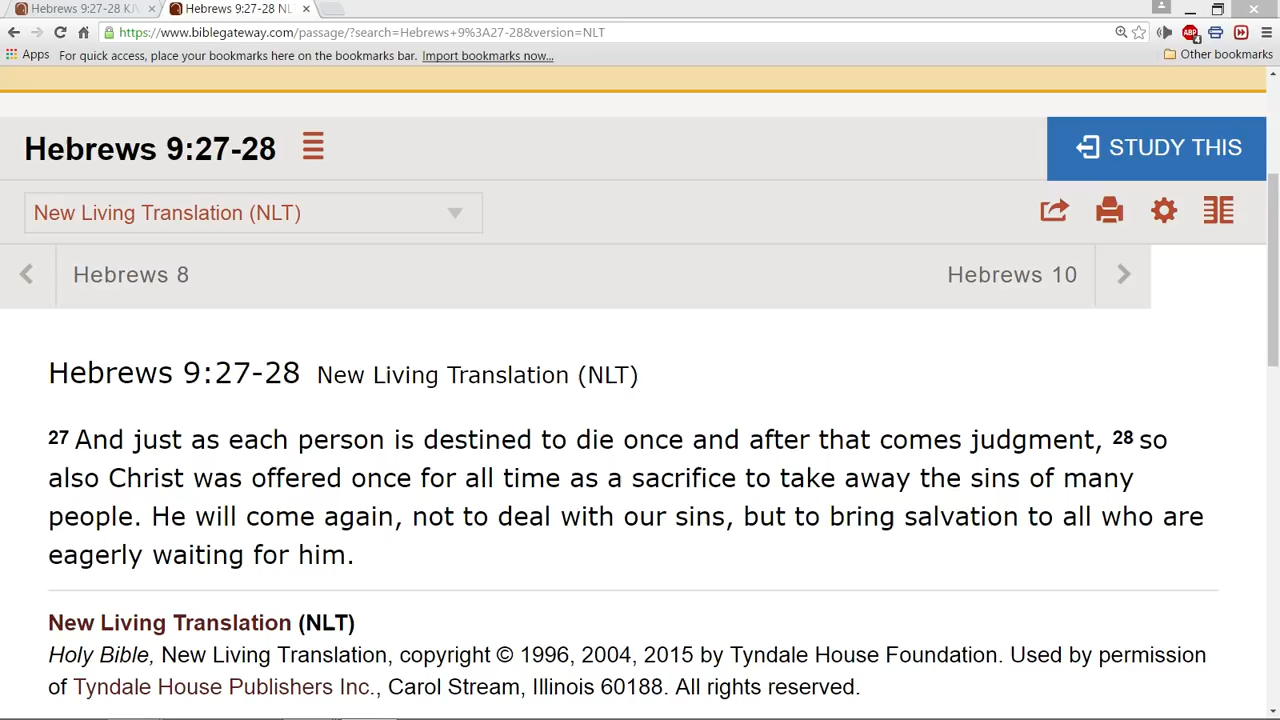 Hebrews 9:27-28 KJV
Hebrews 9:27-28 NL
https://www.biblegateway.com/passage/?search=Hebrews+9%3A27-28&version=NLT
ABP
4
Apps For quick access, place your bookmarks here on the bookmarks bar. Import bookmarks now... Other bookmarks
Hebrews 9:27-28
STUDY THIS
New Living Translation (NLT)
Hebrews 8
Hebrews 10
Hebrews 9:27-28 New Living Translation (NLT)
27 And just as each person is destined to die once and after that comes judgment, 28 so
also Christ was offered once for all time as a sacrifice to take away the sins of many
people. He will come again, not to deal with our sins, but to bring salvation to all who are
eagerly waiting for him.
New Living Translation (NLT)
Holy Bible, New Living Translation, copyright © 1996, 2004, 2015 by Tyndale House Foundation. Used by permission
of Tyndale House Publishers Inc., Carol Stream, Illinois 60188. All rights reserved.